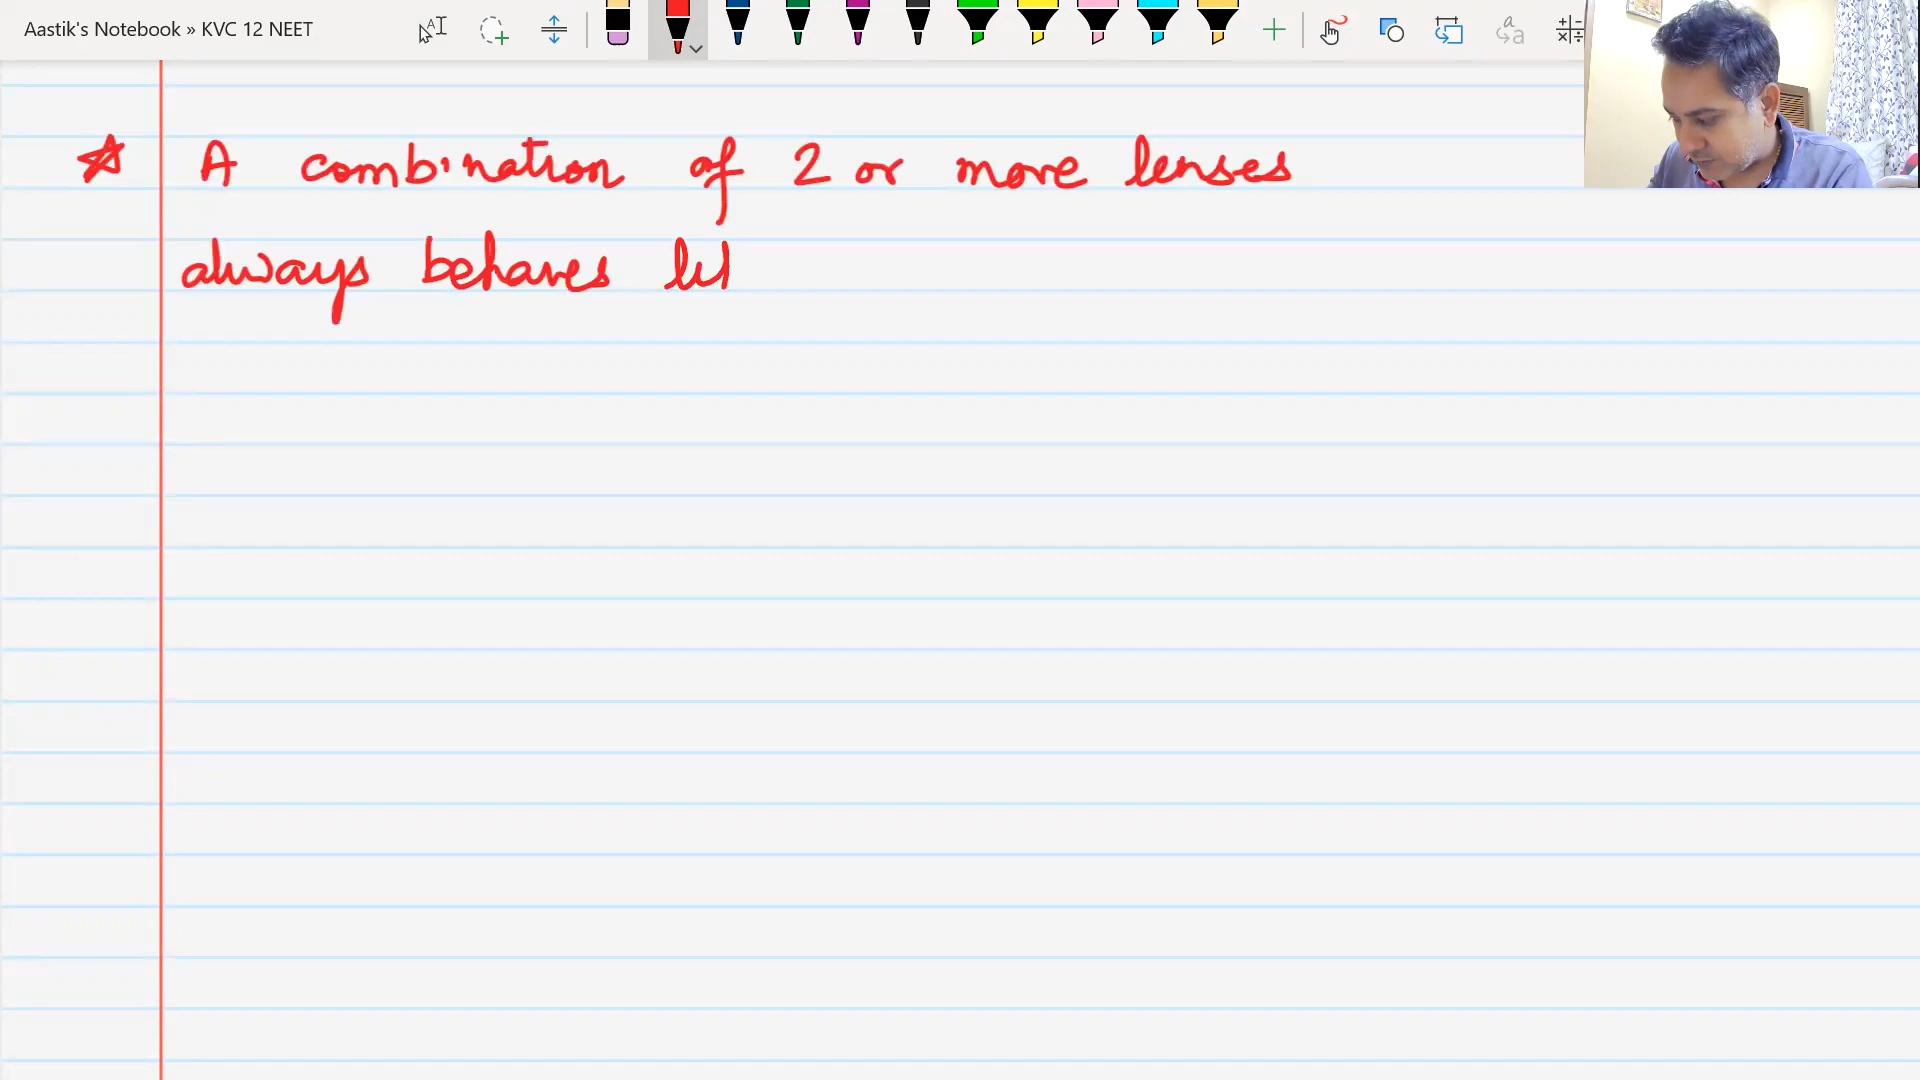 Aastik's Notebook » KVC 12 NEET
☆ A combination of 2 or more lenses
always behaves